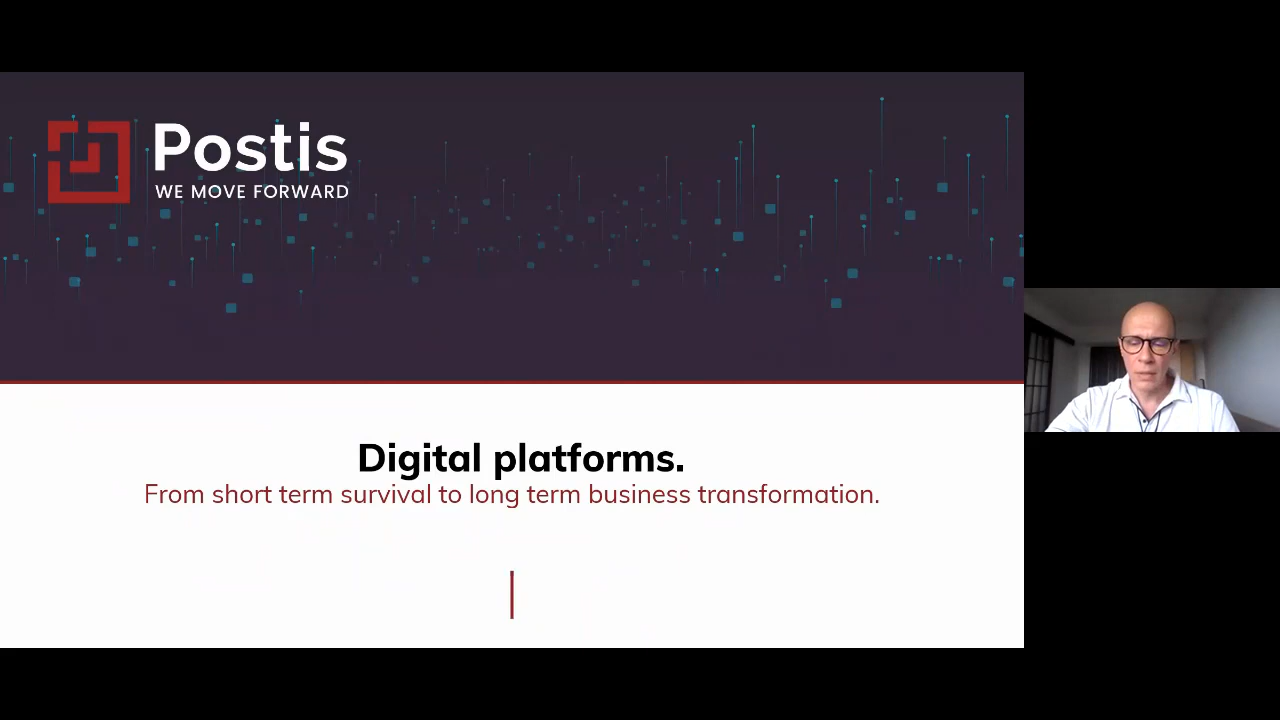 Postis
WE MOVE FORWARD
Digital platforms.
From short term survival to long term business transformation.